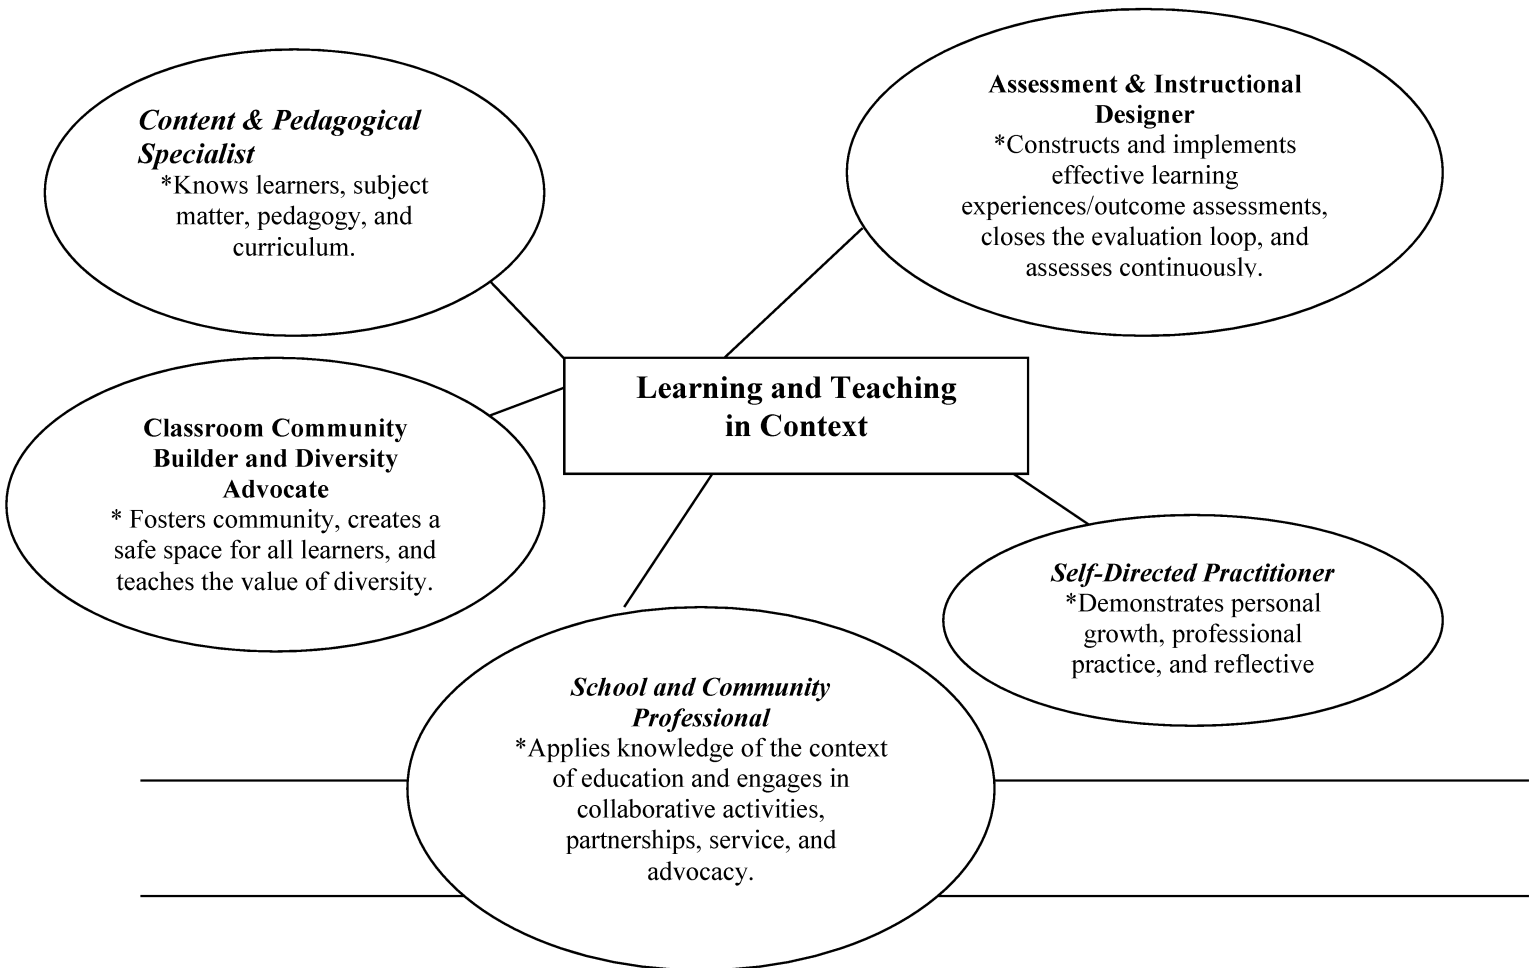 Content & Pedagogical
Specialist
*Knows learners, subject
matter, pedagogy, and
curriculum.
Assessment & Instructional
Designer
*Constructs and implements
effective learning
experiences/outcome assessments,
closes the evaluation loop, and
assesses continuously.
Learning and Teaching
in Context
Classroom Community
Builder and Diversity
Advocate
* Fosters community, creates a
safe space for all learners, and
teaches the value of diversity.
Self-Directed Practitioner
*Demonstrates personal
growth, professional
practice, and reflective
School and Community
Professional
*Applies knowledge of the context
of education and engages in
collaborative activities,
partnerships, service, and
advocacy.